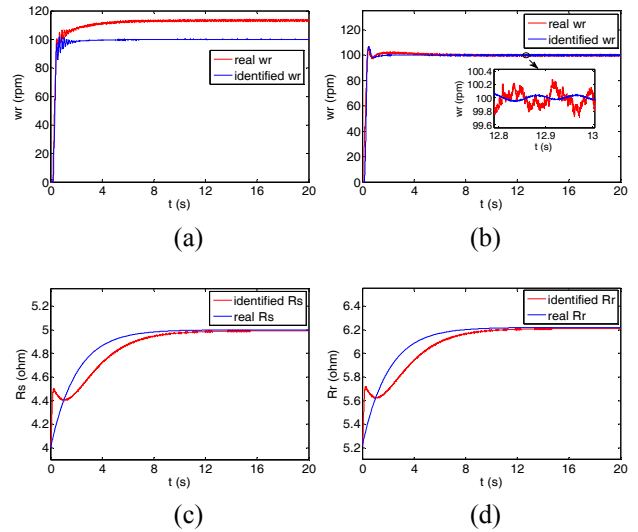 120
100
80
60
40
20
0
wr (rpm)
real wr
identified wr
0 4 8 12 16 20
t (s)
(a)
120
100
80
60
40
20
0
wr (rpm)
real wr
identified wr
100.4
100.2
100
99.8
99.6
wr (rpm)
12.8 12.9 13
t (s)
0 4 8 12 16 20
t (s)
(b)
5.2
5
4.8
4.6
4.4
4.2
4
Rs (ohm)
identified Rs
real Rs
0 4 8 12 16 20
t (s)
(c)
6.4
6.2
6
5.8
5.6
5.4
5.2
Rr (ohm)
identified Rr
real Rr
0 4 8 12 16 20
t (s)
(d)